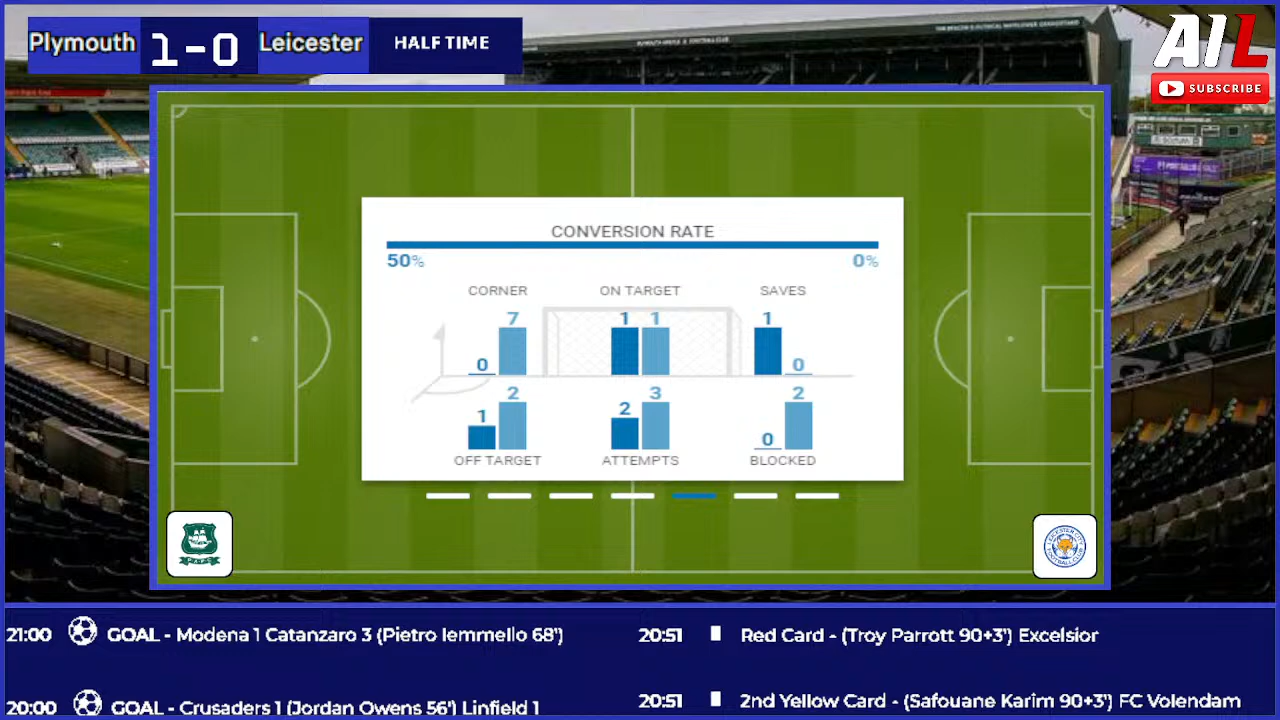 Plymouth 1-0 Leicester HALF TIME
AIL
SUBSCRIBE
CONVERSION RATE
50% 0%
CORNER ON TARGET SAVES
0 7 1 1 1 0
1 2 2 3 0 2
OFF TARGET ATTEMPTS BLOCKED
21:00 GOAL - Modena 1 Catanzaro 3 (Pietro Iemmello 68')
20:51 Red Card - (Troy Parrott 90+3') Excelsior
20:00 GOAL - Crusaders 1 (Jordan Owens 56') Linfield 1
20:51 2nd Yellow Card - (Safouane Karim 90+3') FC Volendam